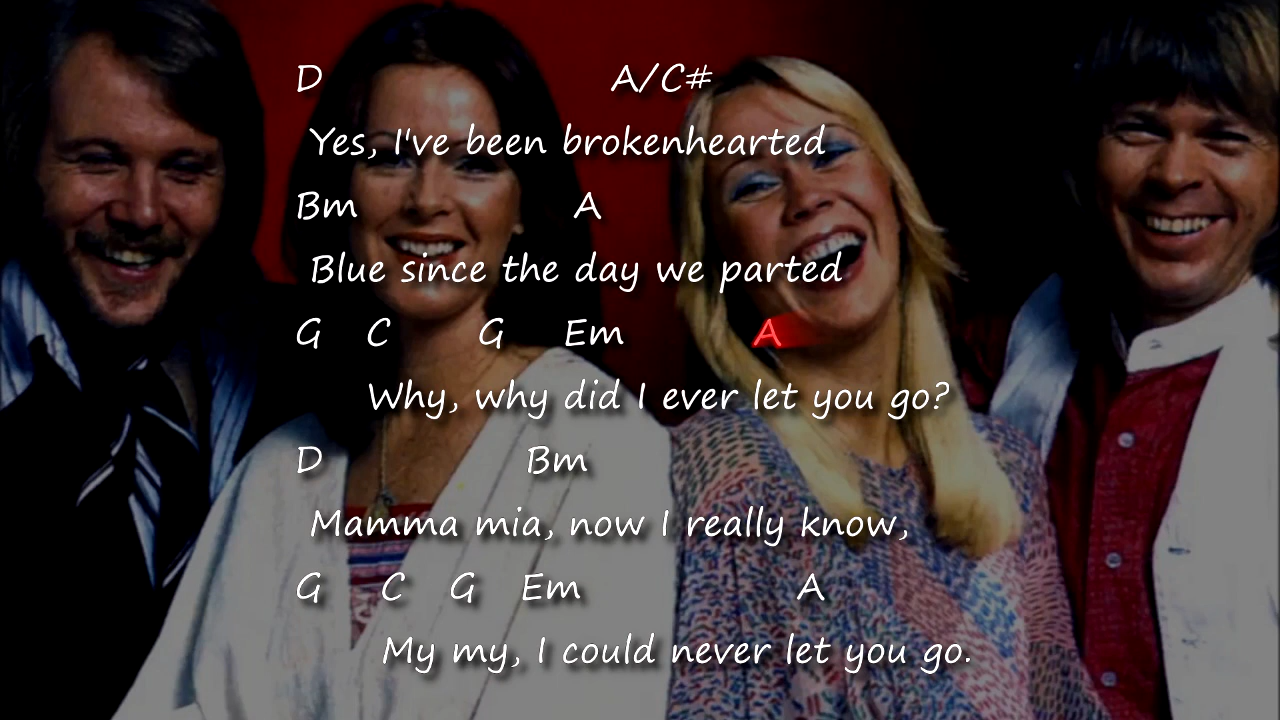 D A/C#
Yes, I've been brokenhearted
Bm A
Blue since the day we parted
G C G Em A
Why, why did I ever let you go?
D Bm
Mamma mia, now I really know,
G C G Em A
My my, I could never let you go.